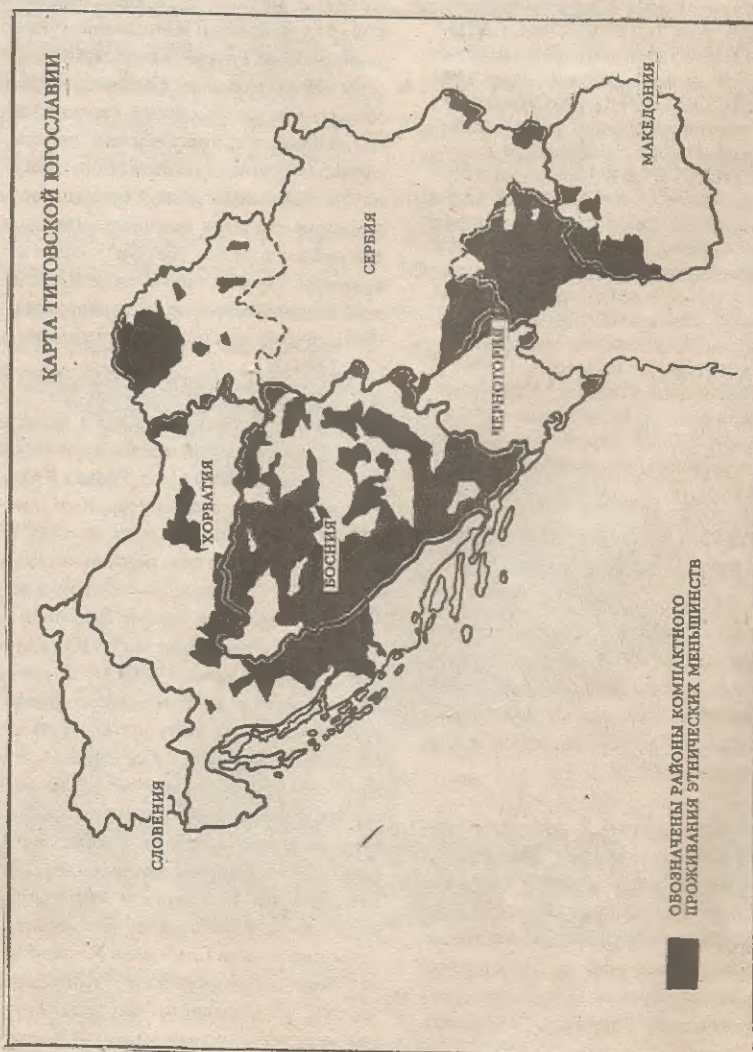 КАРТА ТИТОВСКОЙ ЮГОСЛАВИИ
СЛОВЕНИЯ
ХОРВАТИЯ
БОСНИЯ
СЕРБИЯ
ЧЕРНОГОРИЯ
МАКЕДОНИЯ
ОБОЗНАЧЕНЫ РАЙОНЫ КОМПАКТНОГО
ПРОЖИВАНИЯ ЭТНИЧЕСКИХ МЕНЬШИНСТВ